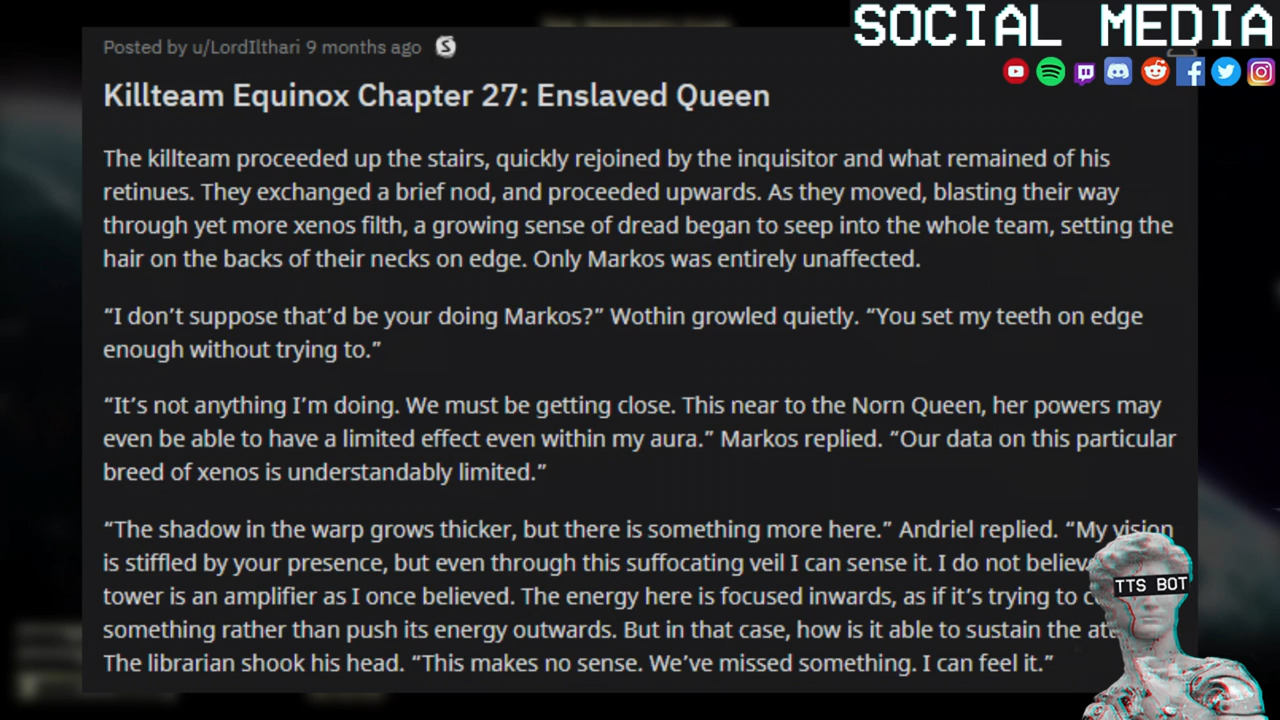 SOCIAL MEDIA
Posted by u/LordIlthari 9 months ago
Killteam Equinox Chapter 27: Enslaved Queen
The killteam proceeded up the stairs, quickly rejoined by the inquisitor and what remained of his
retinues. They exchanged a brief nod, and proceeded upwards. As they moved, blasting their way
through yet more xenos filth, a growing sense of dread began to seep into the whole team, setting the
hair on the backs of their necks on edge. Only Markos was entirely unaffected.
“I don’t suppose that’d be your doing Markos?” Wothin growled quietly. “You set my teeth on edge
enough without trying to.”
“It’s not anything I’m doing. We must be getting close. This near to the Norn Queen, her powers may
even be able to have a limited effect even within my aura.” Markos replied. “Our data on this particular
breed of xenos is understandably limited.”
“The shadow in the warp grows thicker, but there is something more here.” Andriel replied. “My vision
is stiffled by your presence, but even through this suffocating veil I can sense it. I do not believe
tower is an amplifier as I once believed. The energy here is focused inwards, as if it’s trying to
something rather than push its energy outwards. But in that case, how is it able to sustain the
The librarian shook his head. “This makes no sense. We’ve missed something. I can feel it.”
TTS BOT